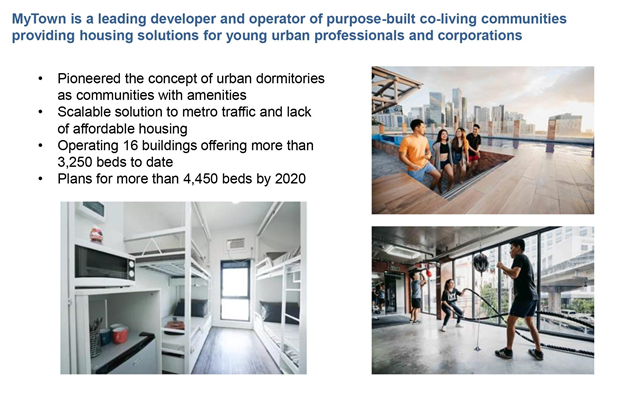 MyTown is a leading developer and operator of purpose-built co-living communities
providing housing solutions for young urban professionals and corporations
• Pioneered the concept of urban dormitories
as communities with amenities
• Scalable solution to metro traffic and lack
of affordable housing
• Operating 16 buildings offering more than
3,250 beds to date
• Plans for more than 4,450 beds by 2020